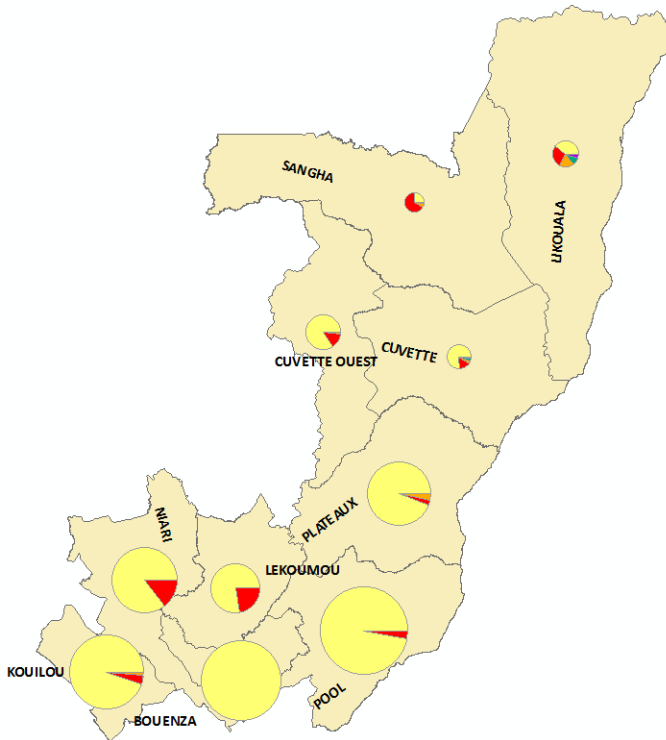 SANGHA
LIKOUALA
CUVETTE
CUVETTE OUEST
PLATEAUX
NIARI
LEKOUMOU
KOUILOU
POOL
BOUENZA